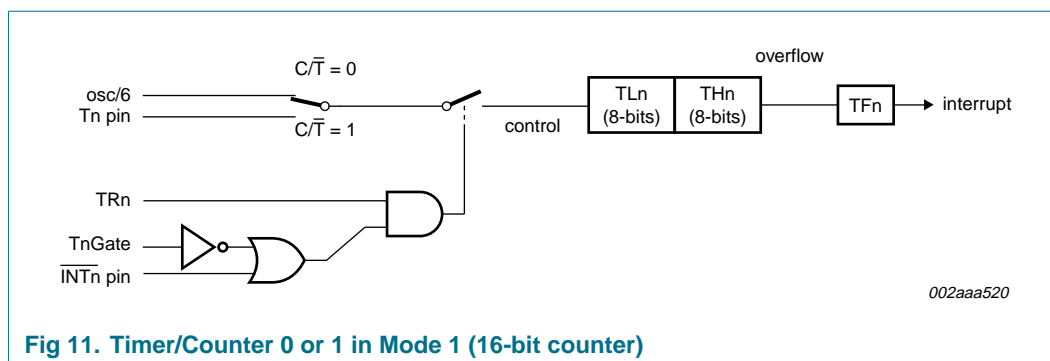 overflow
C/T̅ = 0
osc/6
Tn pin
C/T̅ = 1
control
TLn
(8-bits)
THn
(8-bits)
TFn
interrupt
TRn
TnGate
I̅N̅T̅n̅ pin
002aaa520
Fig 11. Timer/Counter 0 or 1 in Mode 1 (16-bit counter)